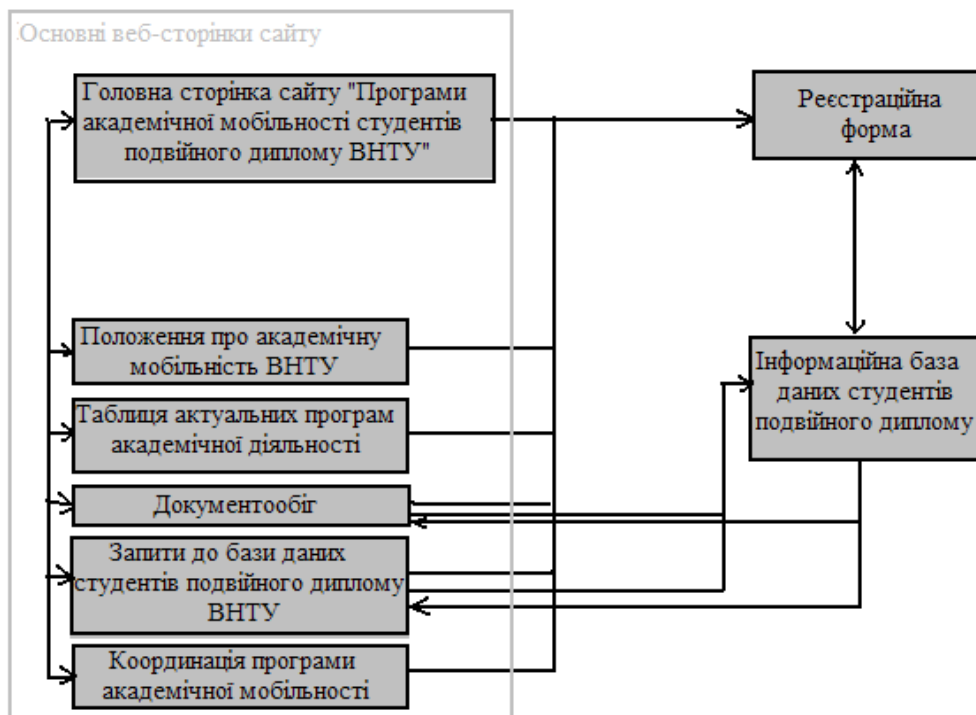 Основні веб-сторінки сайту
Головна сторінка сайту "Програми
академічної мобільності студентів
подвійного диплому ВНТУ"
Реєстраційна
форма
Положення про академічну
мобільність ВНТУ
Інформаційна база
даних студентів
подвійного диплому
Таблиця актуальних програм
академічної діяльності
Документообіг
Запити до бази даних
студентів подвійного диплому
ВНТУ
Координація програми
академічної мобільності